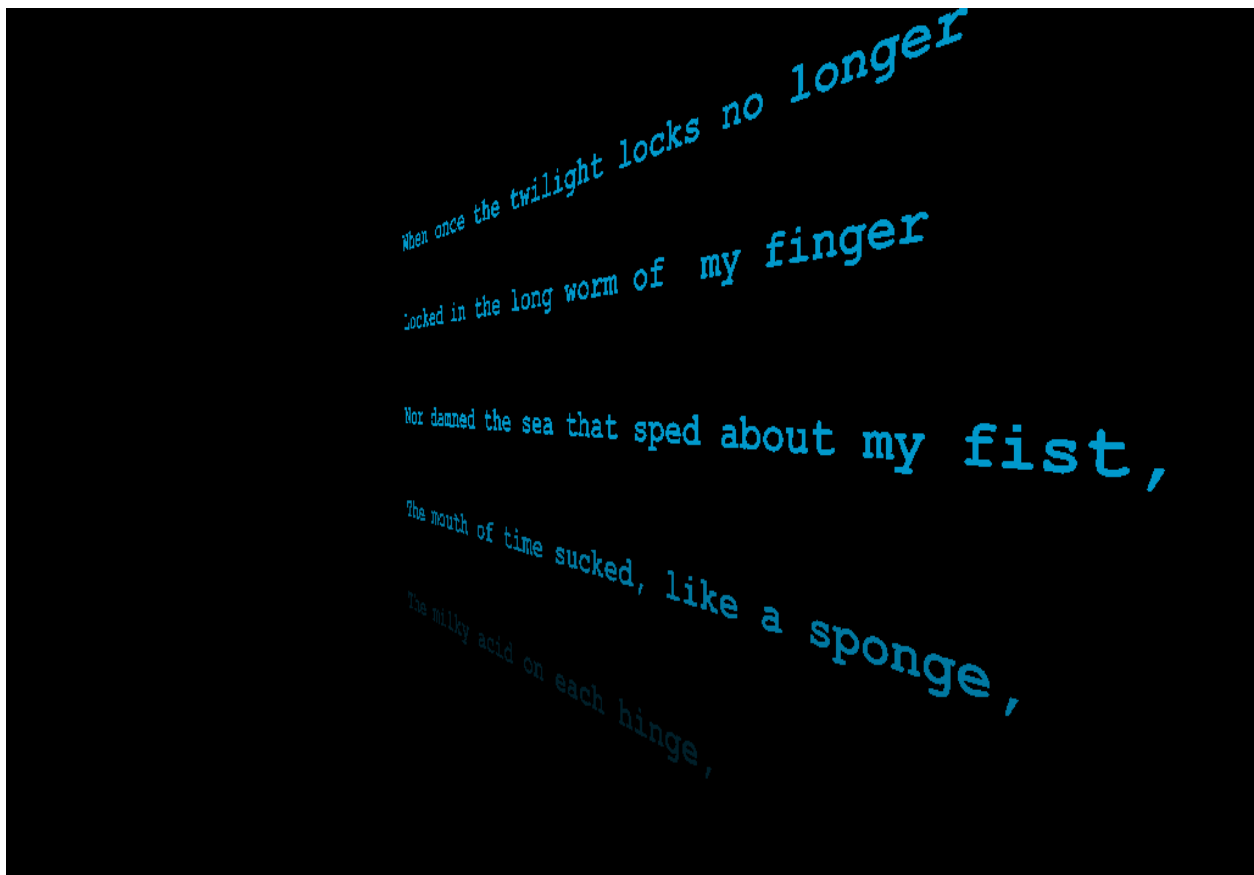 When once the twilight locks no longer
Locked in the long worm of my finger
Nor damned the sea that sped about my fist,
The mouth of time sucked, like a sponge,
The milky acid on each hinge,